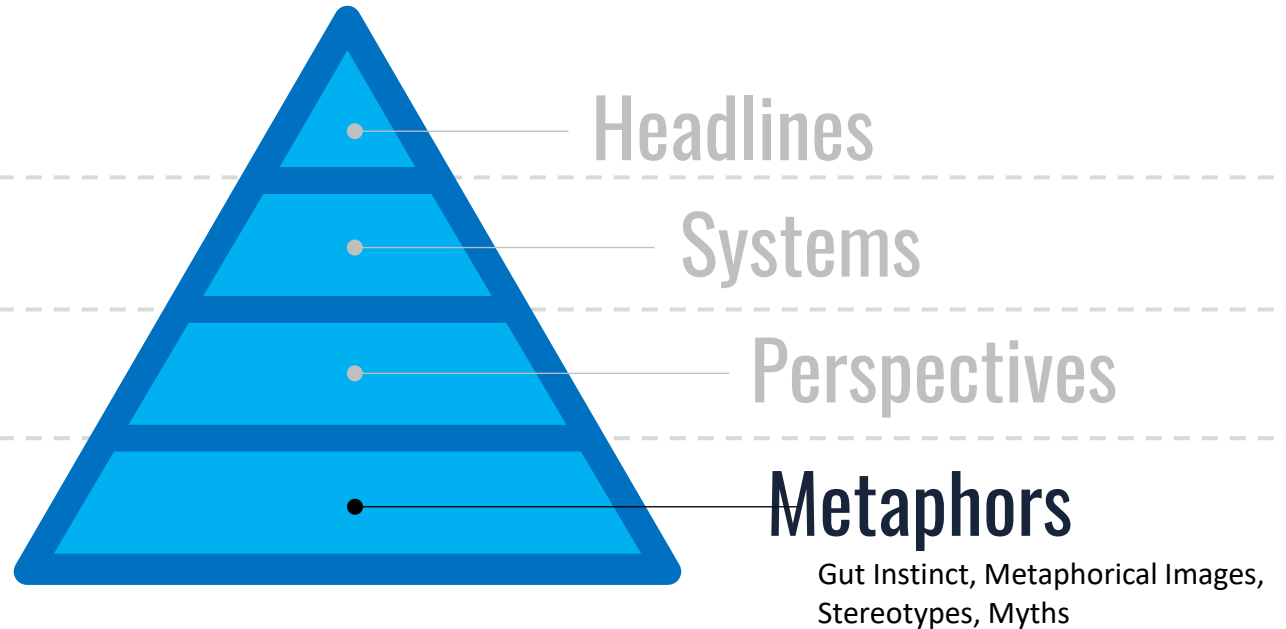 Headlines
Systems
Perspectives
Metaphors
Gut Instinct, Metaphorical Images,
Stereotypes, Myths